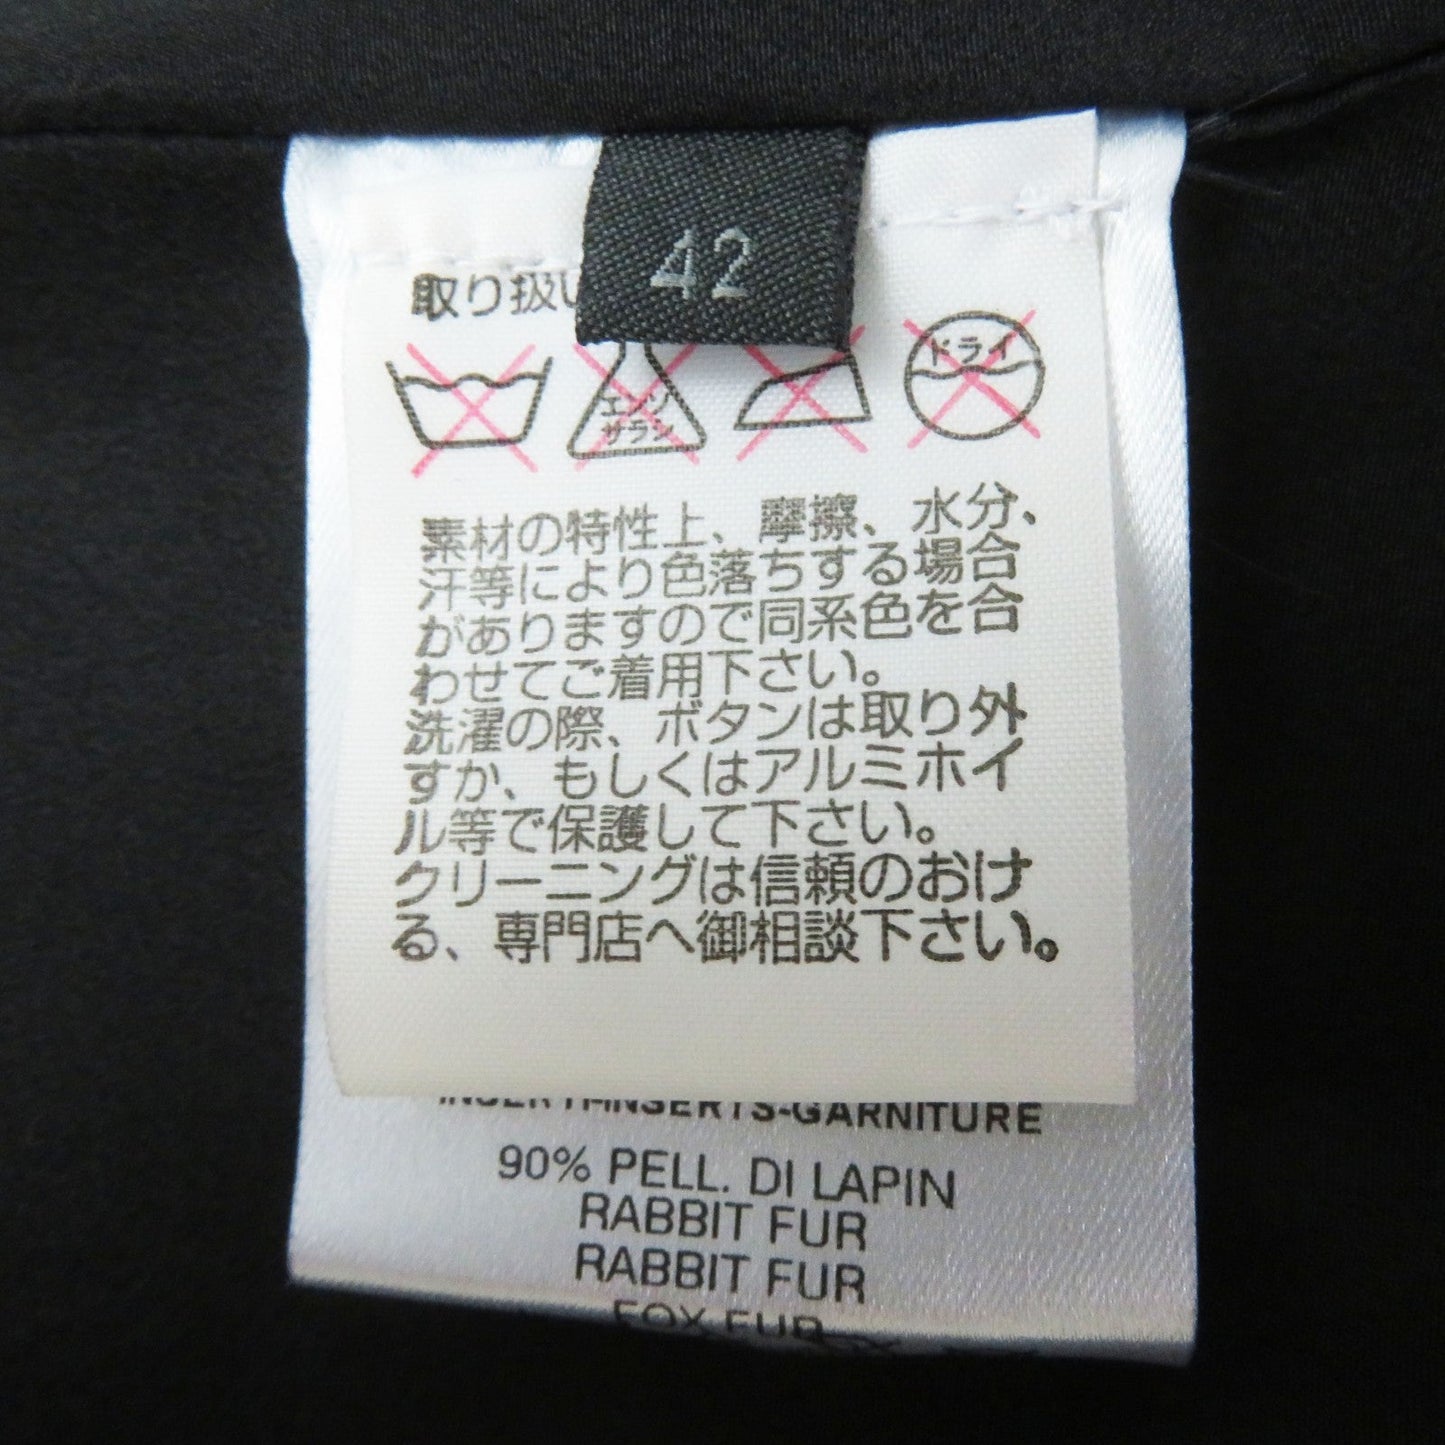 42
取り扱い
エンソ
サラシ
ドライ
素材の特性上、摩擦、水分、
汗等により色落ちする場合
がありますので同系色を合
わせてご着用下さい。
洗濯の際、ボタンは取り外
すか、もしくはアルミホイ
ル等で保護して下さい。
クリーニングは信頼のおけ
る、専門店へ御相談下さい。
INSERTI-INSERTS-GARNITURE
90% PELL. DI LAPIN
RABBIT FUR
RABBIT FUR
FOX FUR